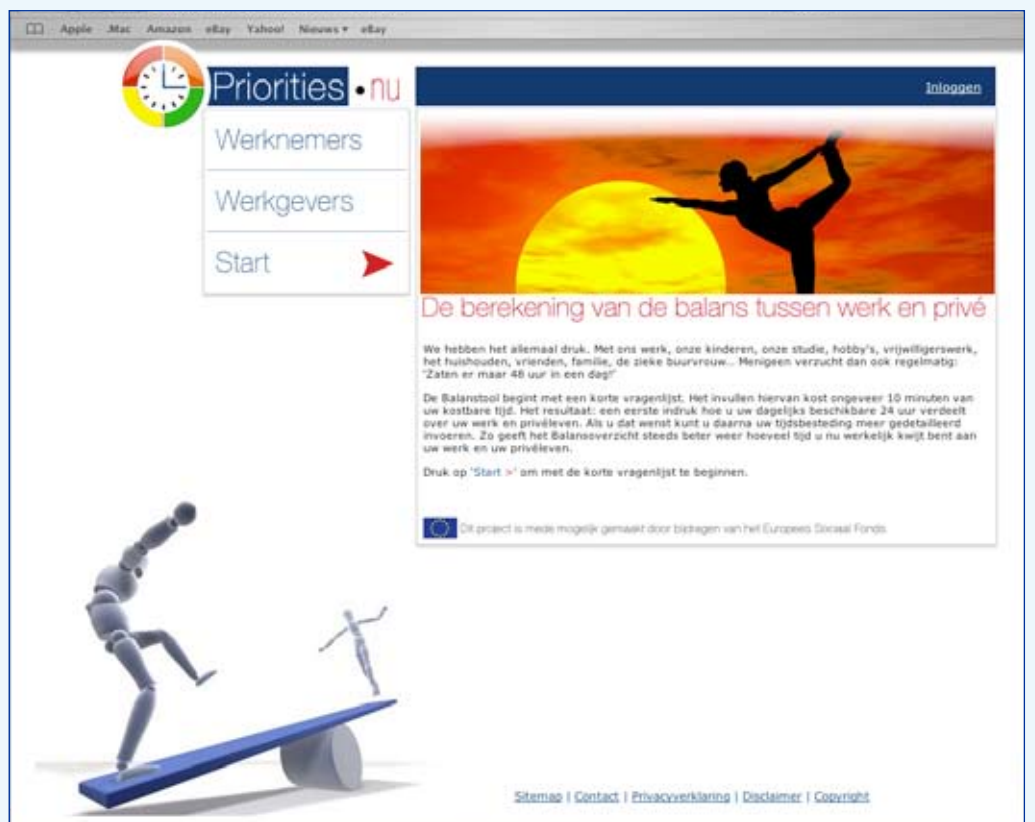 Apple .Mac Amazon eBay Yahoo! Nieuws ▾ eBay
Priorities•nu
Inloggen
Werknemers
Werkgevers
Start
De berekening van de balans tussen werk en privé
We hebben het allemaal druk. Met ons werk, onze kinderen, onze studie, hobby's, vrijwilligerswerk,
het huishouden, vrienden, familie, de zieke buurvrouw... Menigeen verzucht dan ook regelmatig:
'Zaten er maar 48 uur in een dag!'
De Balanstool begint met een korte vragenlijst. Het invullen hiervan kost ongeveer 10 minuten van
uw kostbare tijd. Het resultaat: een eerste indruk hoe u uw dagelijks beschikbare 24 uur verdeelt
over uw werk en privéleven. Als u dat wenst kunt u daarna uw tijdsbesteding meer gedetailleerd
invoeren. Zo geeft het Balansoverzicht steeds beter weer hoeveel tijd u nu werkelijk kwijt bent aan
uw werk en uw privéleven.
Druk op 'Start >' om met de korte vragenlijst te beginnen.
Dit project is mede mogelijk gemaakt door bijdragen van het Europees Sociaal Fonds
Sitemap | Contact | Privacyverklaring | Disclaimer | Copyright